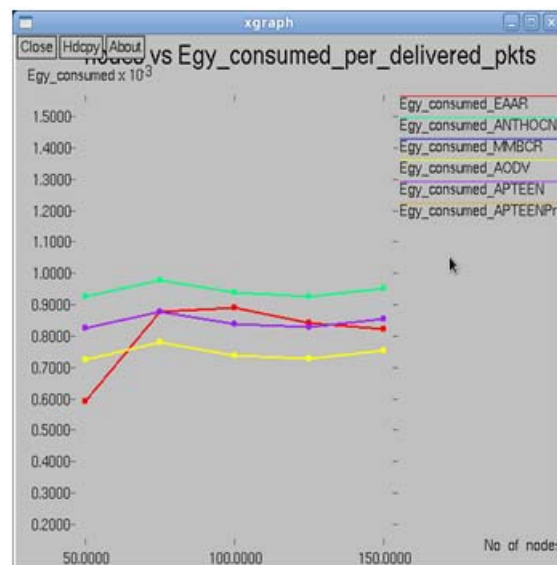 xgraph
Close Hdcpy About
nodes vs Egy_consumed_per_delivered_pkts
Egy_consumed x 10-3
Egy_consumed_EAAR
Egy_consumed_ANTHOCN
Egy_consumed_MMBCR
Egy_consumed_AODV
Egy_consumed_APTEEN
Egy_consumed_APTEENPr
1.5000
1.4000
1.3000
1.2000
1.1000
1.0000
0.9000
0.8000
0.7000
0.6000
0.5000
0.4000
0.3000
0.2000
No of nodes
50.0000 100.0000 150.0000